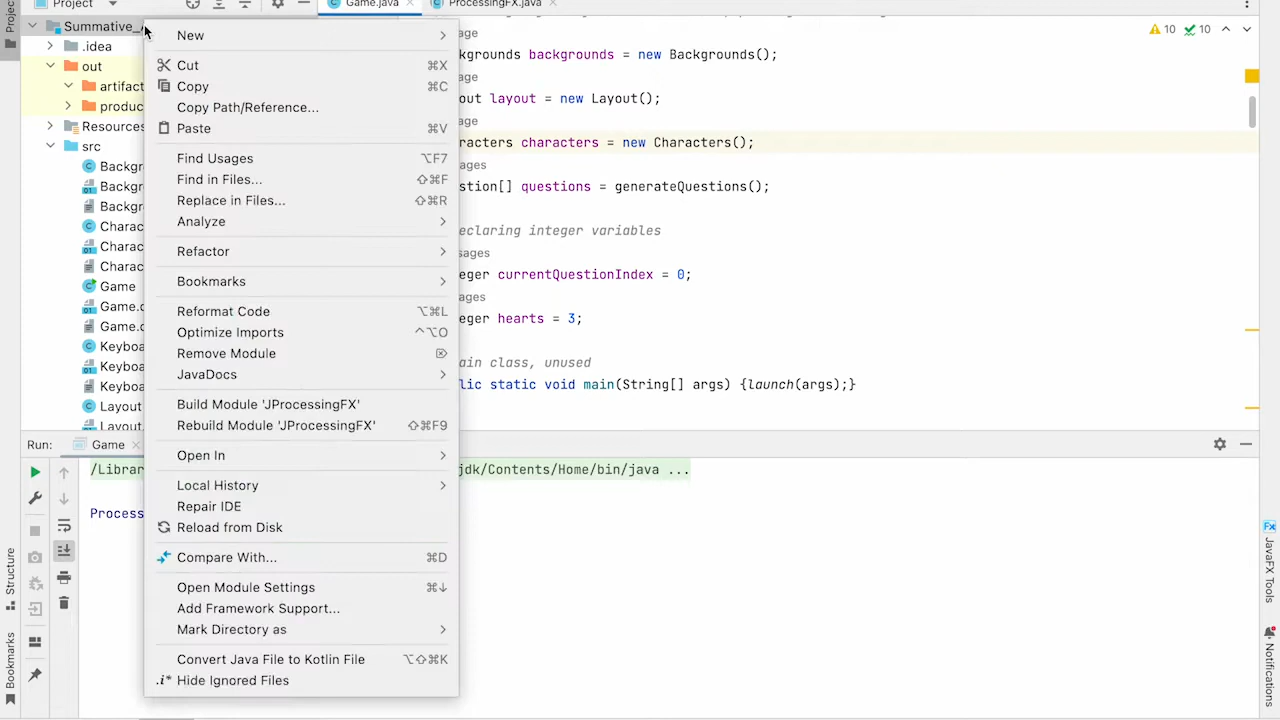 Project
Game.java
ProcessingFX.java
Project
Summative_
.idea
out
artifact
produc
Resources
src
Backgr
Backgr
Backgr
Charac
Charac
Charac
Game
Game.c
Game.c
Keyboa
Keyboa
Keyboa
Layout
Layout
New
Cut ⌘X
Copy ⌘C
Copy Path/Reference...
Paste ⌘V
Find Usages ⌥F7
Find in Files... ⇧⌘F
Replace in Files... ⇧⌘R
Analyze
Refactor
Bookmarks
Reformat Code ⌥⌘L
Optimize Imports ^⌥O
Remove Module ⌦
JavaDocs
Build Module 'JProcessingFX'
Rebuild Module 'JProcessingFX' ⇧⌘F9
Open In
Local History
Repair IDE
Reload from Disk
Compare With... ⌘D
Open Module Settings ⌘↓
Add Framework Support...
Mark Directory as
Convert Java File to Kotlin File ⌥⇧⌘K
Hide Ignored Files
age
kgrounds backgrounds = new Backgrounds();
age
out layout = new Layout();
age
racters characters = new Characters();
ages
stion[] questions = generateQuestions();
eclaring integer variables
sages
eger currentQuestionIndex = 0;
ages
eger hearts = 3;
ain class, unused
lic static void main(String[] args) {launch(args);}
10 10
Run: Game
/Librar
jdk/Contents/Home/bin/java ...
Process
Structure
Bookmarks
JavaFX Tools
Notifications